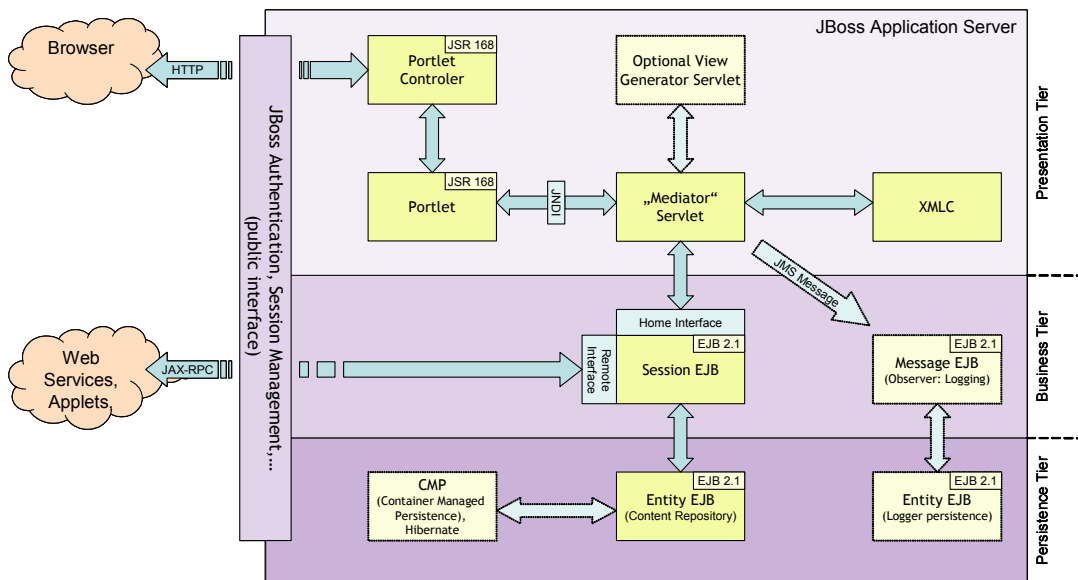 JBoss Application Server
Browser
HTTP
JSR 168
Portlet
Controler
Optional View
Generator Servlet
JBoss Authentication, Session Management,...
(public interface)
Presentation Tier
JSR 168
Portlet
JNDI
„Mediator“
Servlet
XMLC
JMS Message
Home Interface
Remote
Interface
EJB 2.1
Session EJB
EJB 2.1
Message EJB
(Observer: Logging)
Business Tier
Web
Services,
Applets,
JAX-RPC
CMP
(Container Managed
Persistence),
Hibernate
EJB 2.1
Entity EJB
(Content Repository)
EJB 2.1
Entity EJB
(Logger persistence)
Persistence Tier